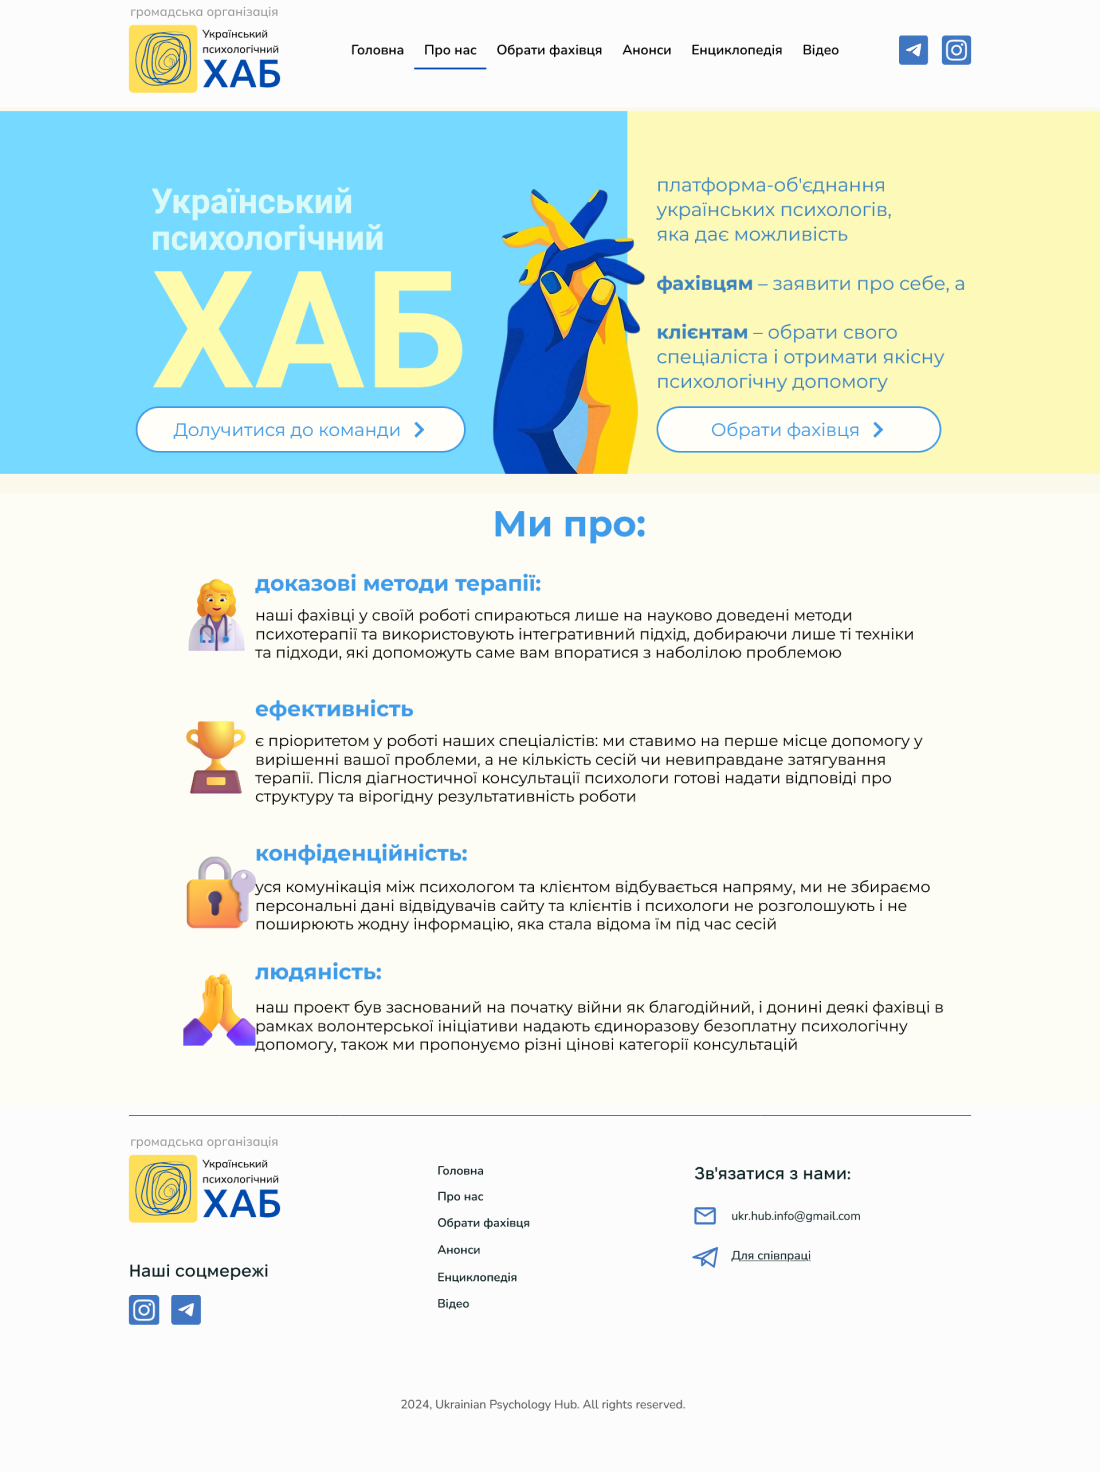 громадська організація
Український
психологічний
ХАБ
Головна
Про нас
Обрати фахівця
Анонси
Енциклопедія
Відео
Український
психологічний
ХАБ
Долучитися до команди
платформа-об'єднання
українських психологів,
яка дає можливість
фахівцям – заявити про себе, а
клієнтам – обрати свого
спеціаліста і отримати якісну
психологічну допомогу
Обрати фахівця
Ми про:
доказові методи терапії:
наші фахівці у своїй роботі спираються лише на науково доведені методи
психотерапії та використовують інтегративний підхід, добираючи лише ті техніки
та підходи, які допоможуть саме вам впоратися з наболілою проблемою
ефективність
є пріоритетом у роботі наших спеціалістів: ми ставимо на перше місце допомогу у
вирішенні вашої проблеми, а не кількість сесій чи невиправдане затягування
терапії. Після діагностичної консультації психологи готові надати відповіді про
структуру та вірогідну результативність роботи
конфіденційність:
уся комунікація між психологом та клієнтом відбувається напряму, ми не збираємо
персональні дані відвідувачів сайту та клієнтів і психологи не розголошують і не
поширюють жодну інформацію, яка стала відома їм під час сесій
людяність:
наш проект був заснований на початку війни як благодійний, і донині деякі фахівці в
рамках волонтерської ініціативи надають єдиноразову безоплатну психологічну
допомогу, також ми пропонуємо різні цінові категорії консультацій
громадська організація
Український
психологічний
ХАБ
Наші соцмережі
Головна
Про нас
Обрати фахівця
Анонси
Енциклопедія
Відео
Зв'язатися з нами:
ukr.hub.info@gmail.com
Для співпраці
2024, Ukrainian Psychology Hub. All rights reserved.